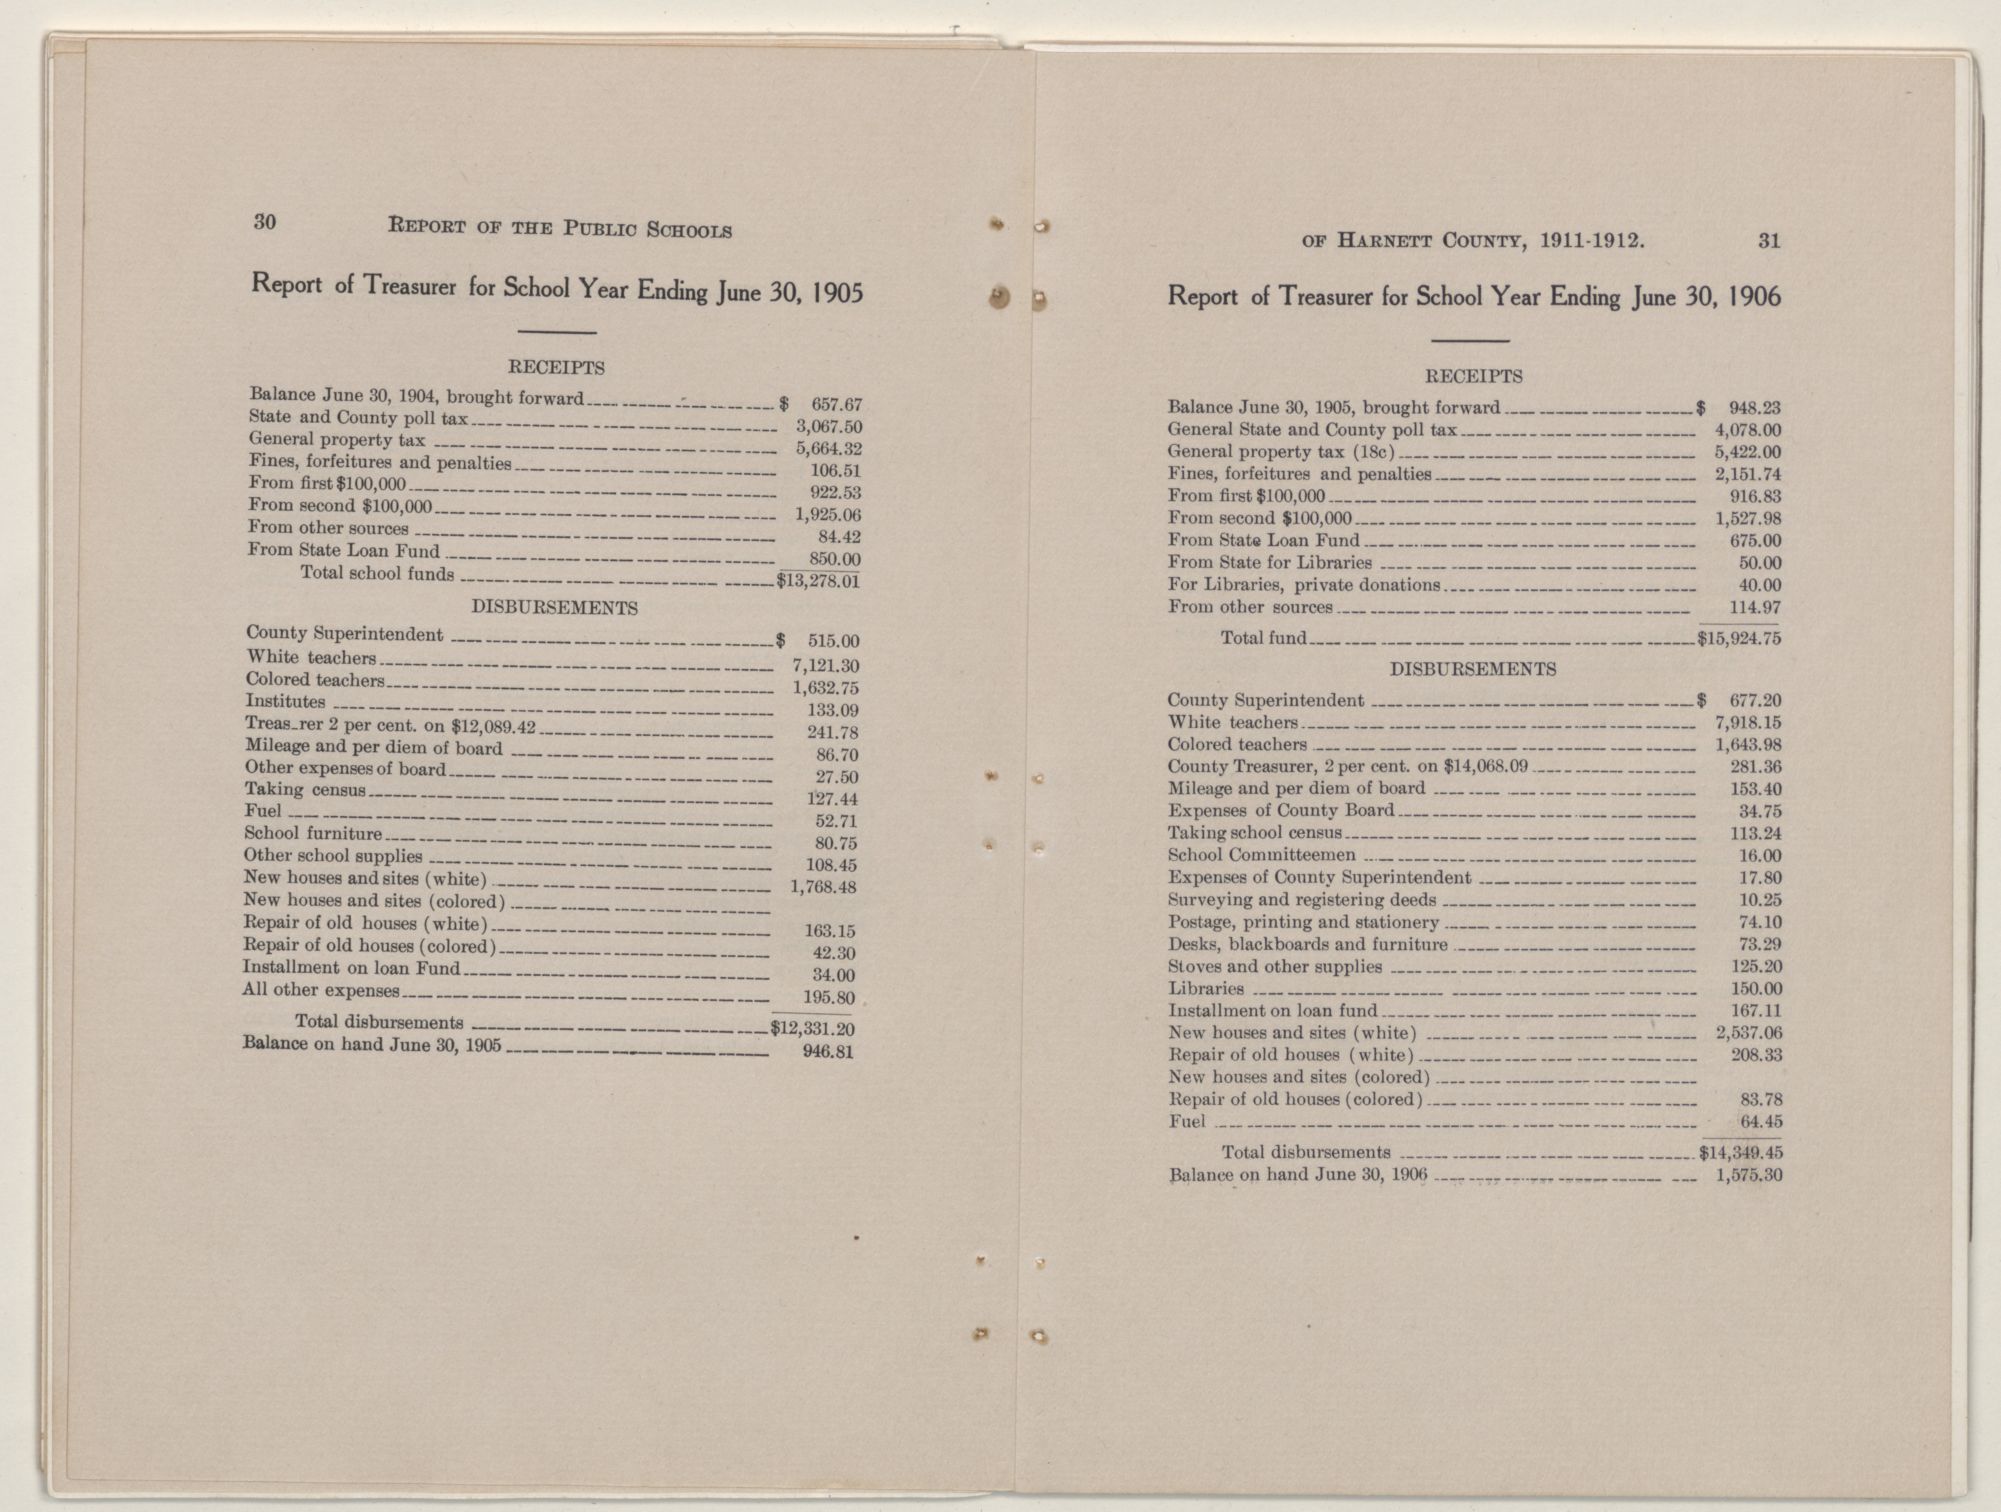 30 REPORT OF THE PUBLIC SCHOOLS
Report of Treasurer for School Year Ending June 30, 1905
RECEIPTS
Balance June 30, 1904, brought forward $ 657.67
State and County poll tax 3,067.50
General property tax 5,664.32
Fines, forfeitures and penalties 106.51
From first $100,000 922.53
From second $100,000 1,925.06
From other sources 84.42
From State Loan Fund 850.00
Total school funds $13,278.01
DISBURSEMENTS
County Superintendent $ 515.00
White teachers 7,121.30
Colored teachers 1,632.75
Institutes 133.09
Treas_rer 2 per cent. on $12,089.42 241.78
Mileage and per diem of board 86.70
Other expenses of board 27.50
Taking census 127.44
Fuel 52.71
School furniture 80.75
Other school supplies 108.45
New houses and sites (white) 1,768.48
New houses and sites (colored)
Repair of old houses (white) 163.15
Repair of old houses (colored) 42.30
Installment on loan Fund 34.00
All other expenses 195.80
Total disbursements $12,331.20
Balance on hand June 30, 1905 946.81
OF HARNETT COUNTY, 1911-1912. 31
Report of Treasurer for School Year Ending June 30, 1906
RECEIPTS
Balance June 30, 1905, brought forward $ 948.23
General State and County poll tax 4,078.00
General property tax (18c) 5,422.00
Fines, forfeitures and penalties 2,151.74
From first $100,000 916.83
From second $100,000 1,527.98
From State Loan Fund 675.00
From State for Libraries 50.00
For Libraries, private donations 40.00
From other sources 114.97
Total fund $15,924.75
DISBURSEMENTS
County Superintendent $ 677.20
White teachers 7,918.15
Colored teachers 1,643.98
County Treasurer, 2 per cent. on $14,068.09 281.36
Mileage and per diem of board 153.40
Expenses of County Board 34.75
Taking school census 113.24
School Committeemen 16.00
Expenses of County Superintendent 17.80
Surveying and registering deeds 10.25
Postage, printing and stationery 74.10
Desks, blackboards and furniture 73.29
Stoves and other supplies 125.20
Libraries 150.00
Installment on loan fund 167.11
New houses and sites (white) 2,537.06
Repair of old houses (white) 208.33
New houses and sites (colored)
Repair of old houses (colored) 83.78
Fuel 64.45
Total disbursements $14,349.45
Balance on hand June 30, 1906 1,575.30